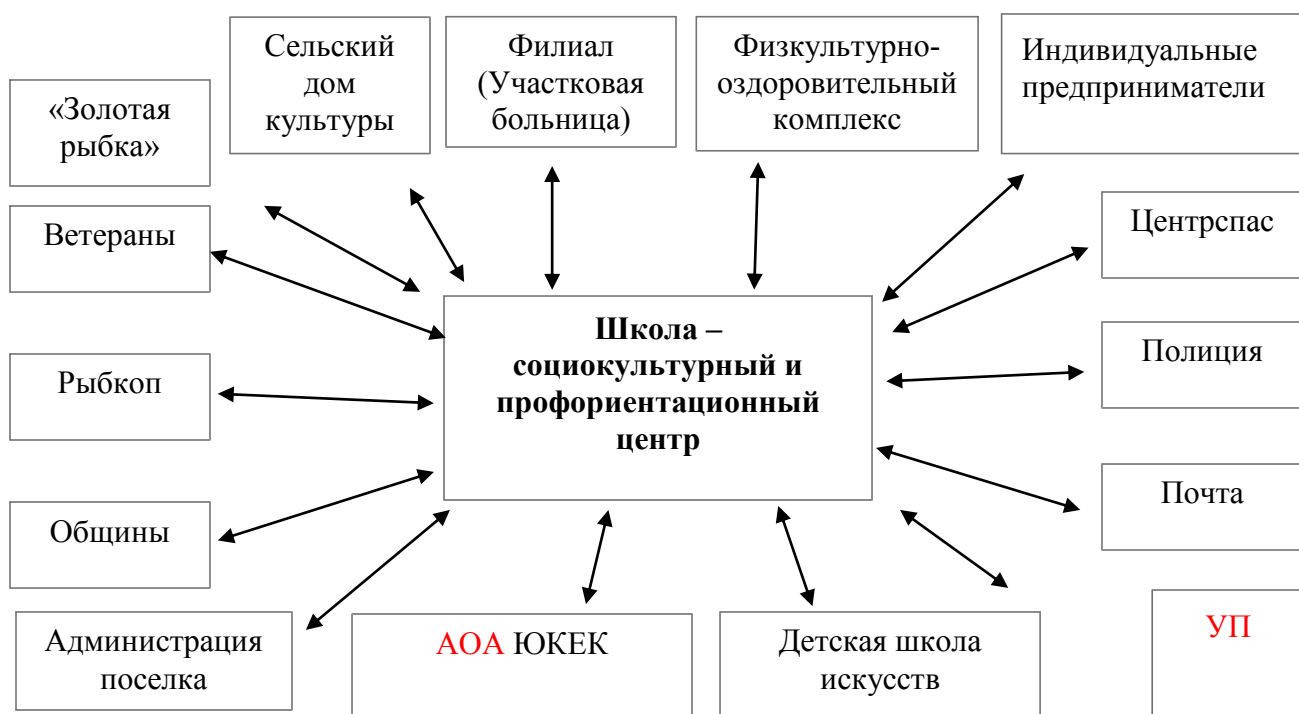 Сельский
дом
культуры
Филиал
(Участковая
больница)
Физкультурно-
оздоровительный
комплекс
Индивидуальные
предприниматели
«Золотая
рыбка»
Ветераны
Центрспас
Школа –
социокультурный и
профориентационный
центр
Полиция
Рыбкоп
Почта
Общины
Администрация
поселка
АОА ЮКЕК
Детская школа
искусств
УП